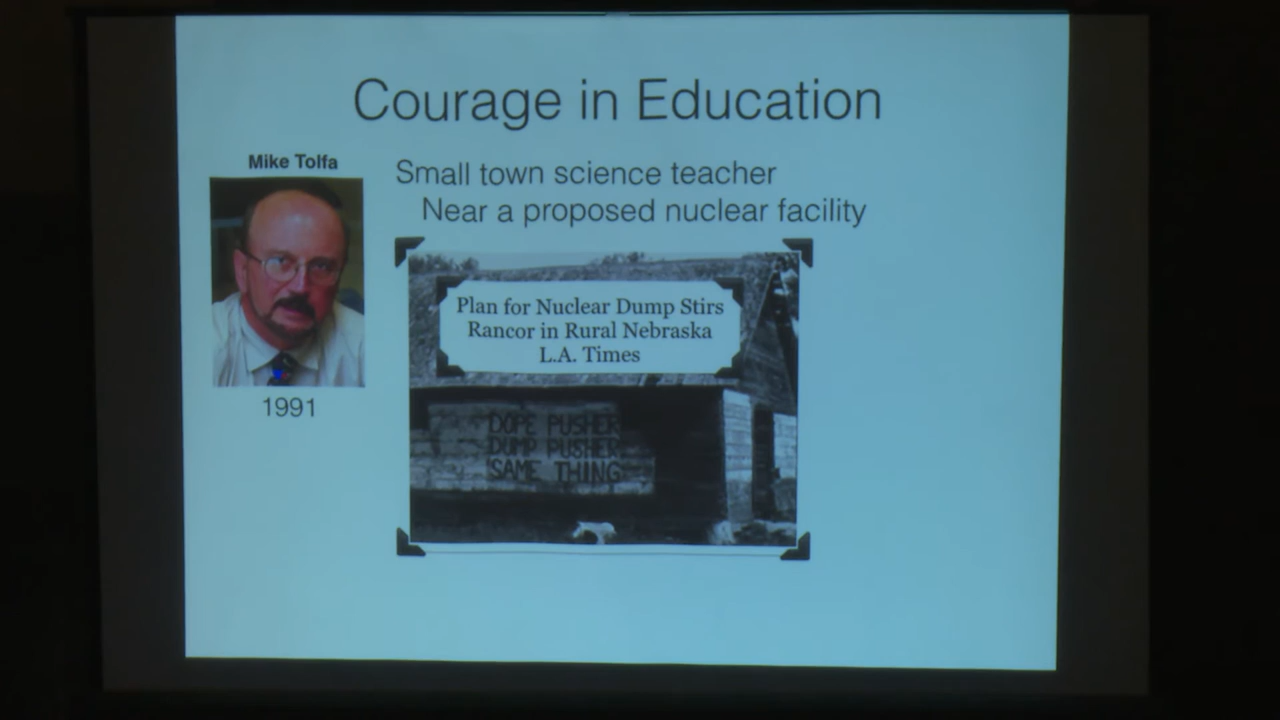 Courage in Education
Mike Tolfa
1991
Small town science teacher
Near a proposed nuclear facility
Plan for Nuclear Dump Stirs
Rancor in Rural Nebraska
L.A. Times
DOPE PUSHER
DUMP PUSHER
SAME THING